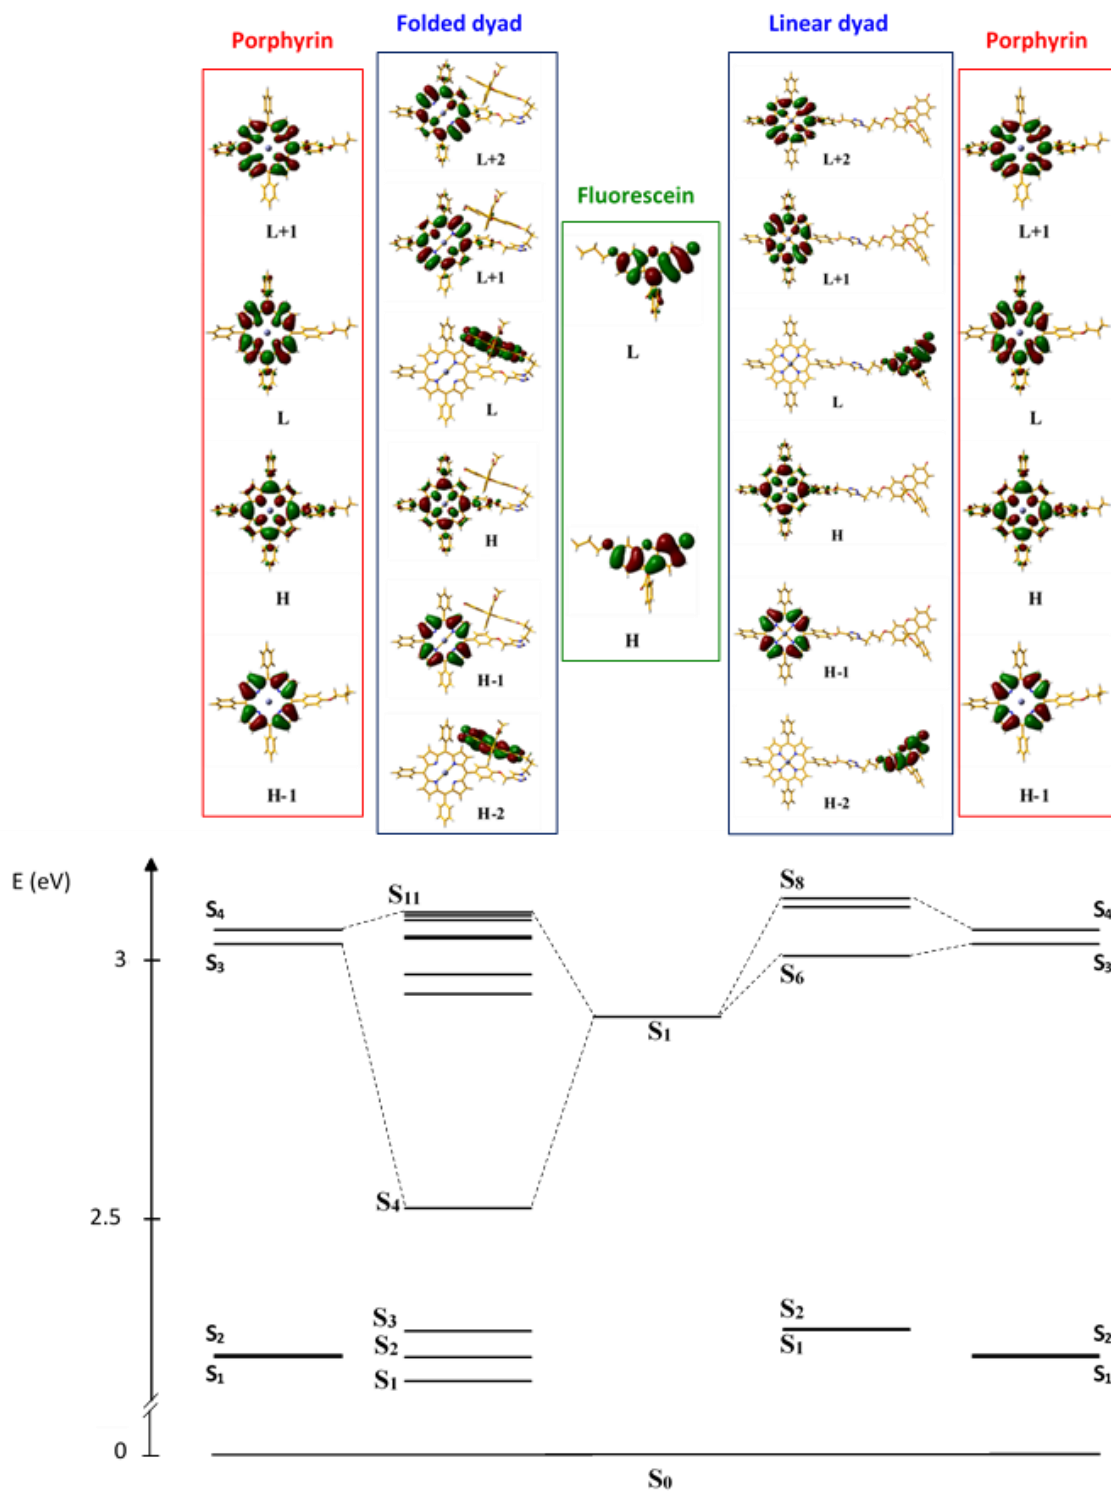 Folded dyad
Linear dyad
Porphyrin
Porphyrin
L+2
L+2
Fluorescein
L+1
L+1
L+1
L+1
L
L
L
L
L
H
H
H
H
H
H-1
H-1
H-1
H-1
H-2
H-2
E (eV)
S11
S8
S4
S4
3
S3
S6
S3
S1
S4
2.5
S3
S2
S2
S2
S2
S1
S1
S1
S1
0
S0